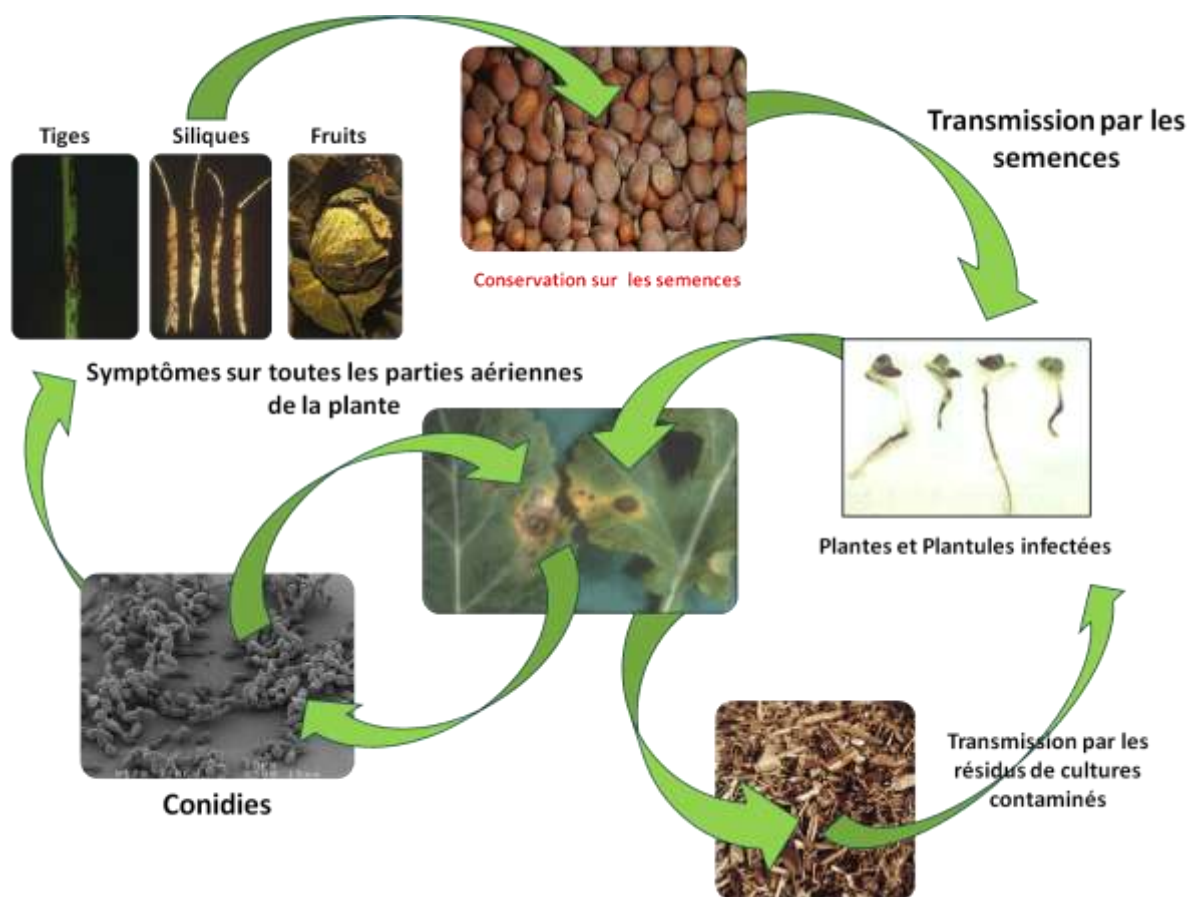 Tiges
Siliques
Fruits
Transmission par les
semences
Conservation sur les semences
Symptômes sur toutes les parties aériennes
de la plante
Plantes et Plantules infectées
Conidies
Transmission par les
résidus de cultures
contaminés